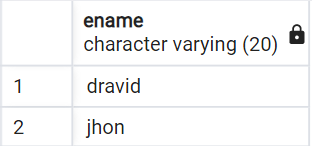 ename
character varying (20)
1 dravid
2 jhon